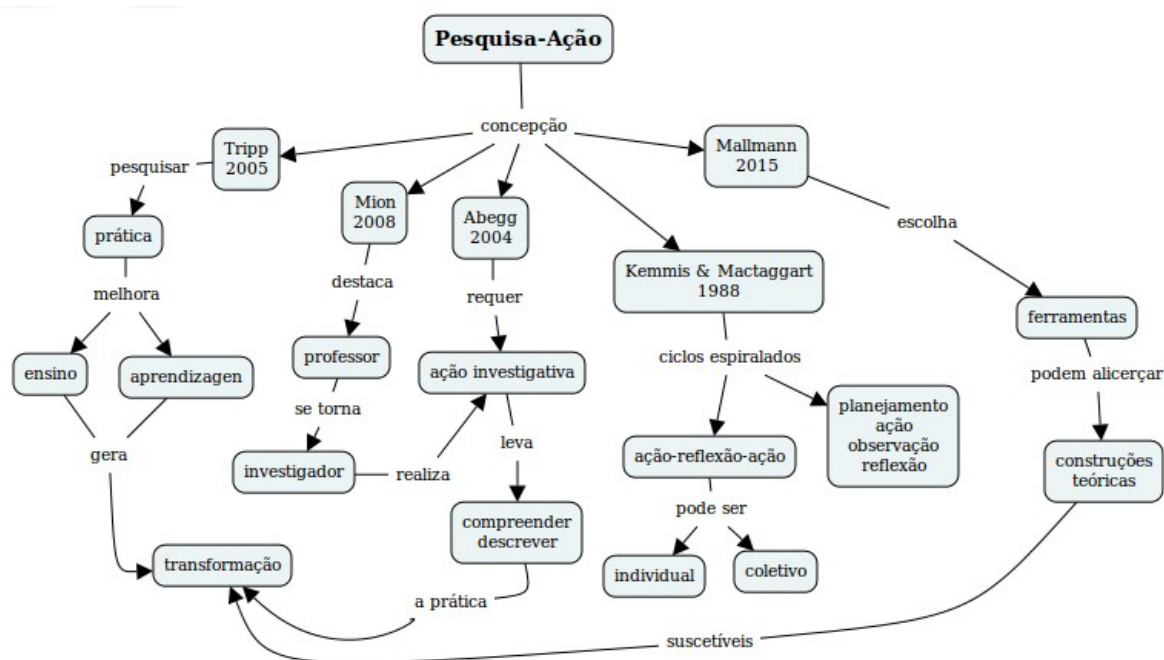 Pesquisa-Ação
concepção
Tripp
2005
Mallmann
2015
pesquisar
Mion
2008
Abegg
2004
prática
escolha
Kemmis & Mactaggart
1988
melhora
destaca
requer
ferramentas
professor
ciclos espiralados
ensino
aprendizagen
ação investigativa
podem alicerçar
planejamento
ação
observação
reflexão
se torna
leva
gera
ação-reflexão-ação
investigador
realiza
construções
teóricas
pode ser
compreender
descrever
transformação
individual
coletivo
a prática
suscetíveis